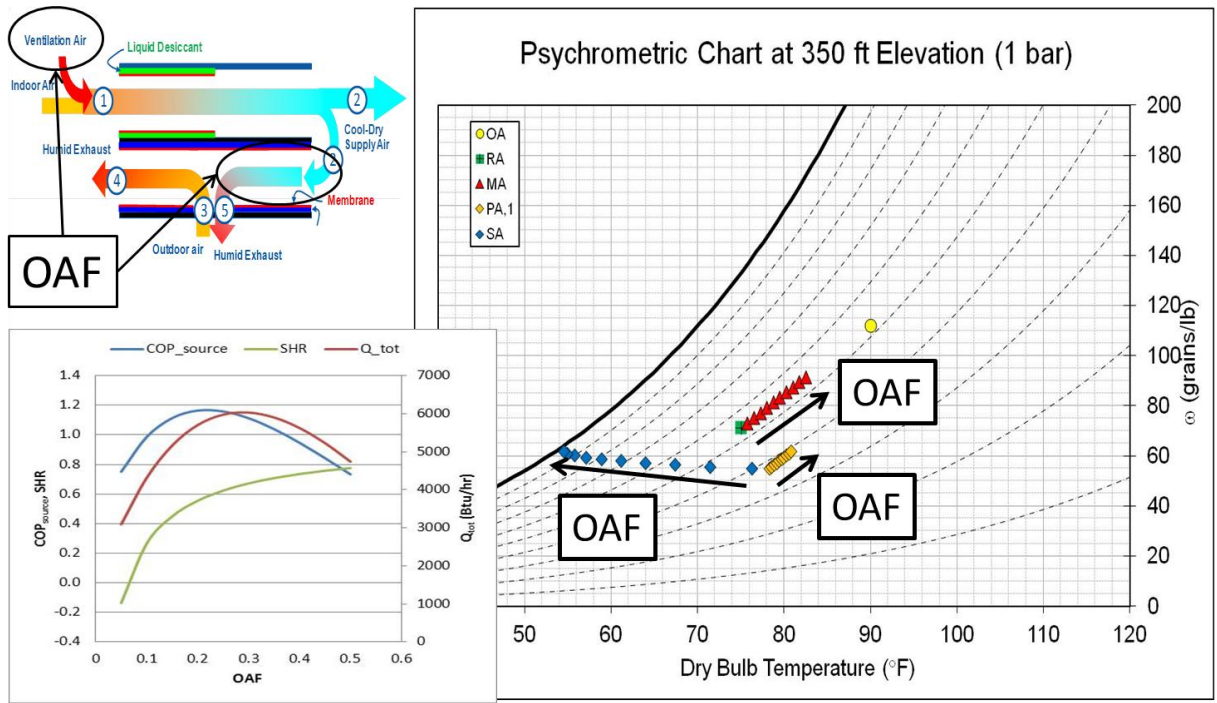 Ventilation Air
Liquid Desiccant
Indoor Air
1
2
Cool-Dry
Supply Air
Humid Exhaust
2
4
3
5
Membrane
Outdoor air
Humid Exhaust
OAF
COP_source
SHR
Q_tot
1.4
1.2
1.0
0.8
0.6
0.4
0.2
0.0
-0.2
-0.4
COPsource, SHR
7000
6000
5000
4000
3000
2000
1000
0
Qtot (Btu/hr)
0
0.1
0.2
0.3
0.4
0.5
0.6
OAF
Psychrometric Chart at 350 ft Elevation (1 bar)
OA
RA
MA
PA,1
SA
OAF
OAF
OAF
200
180
160
140
120
100
80
60
40
20
0
ω (grains/lb)
50
60
70
80
90
100
110
120
Dry Bulb Temperature (°F)